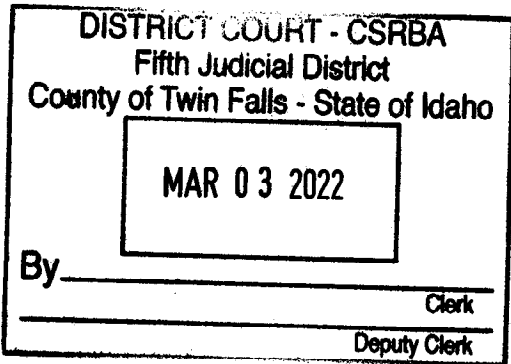 DISTRICT COURT - CSRBA
Fifth Judicial District
County of Twin Falls - State of Idaho
MAR 03 2022
By
Clerk
Deputy Clerk